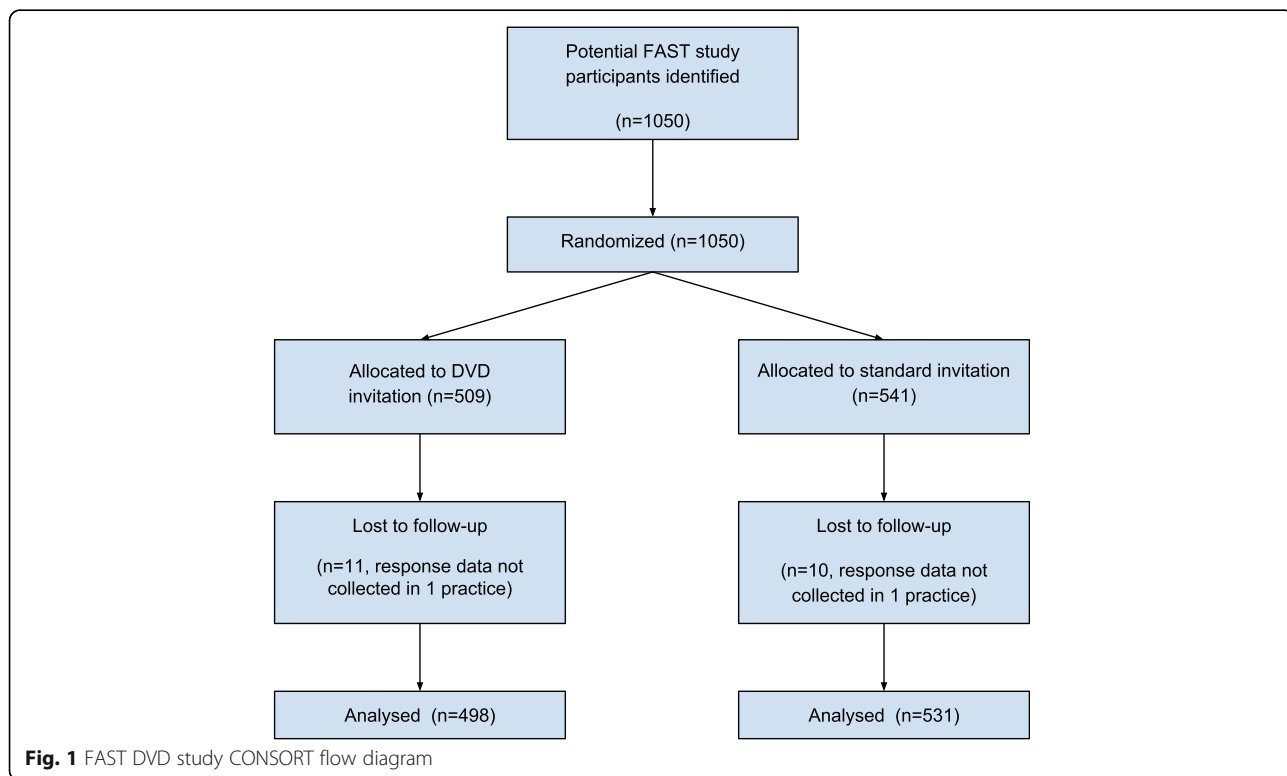 Potential FAST study
participants identified
(n=1050)
Randomized (n=1050)
Allocated to DVD
invitation (n=509)
Allocated to standard invitation
(n=541)
Lost to follow-up
(n=11, response data not
collected in 1 practice)
Lost to follow-up
(n=10, response data not
collected in 1 practice)
Analysed (n=498)
Analysed (n=531)
Fig. 1 FAST DVD study CONSORT flow diagram